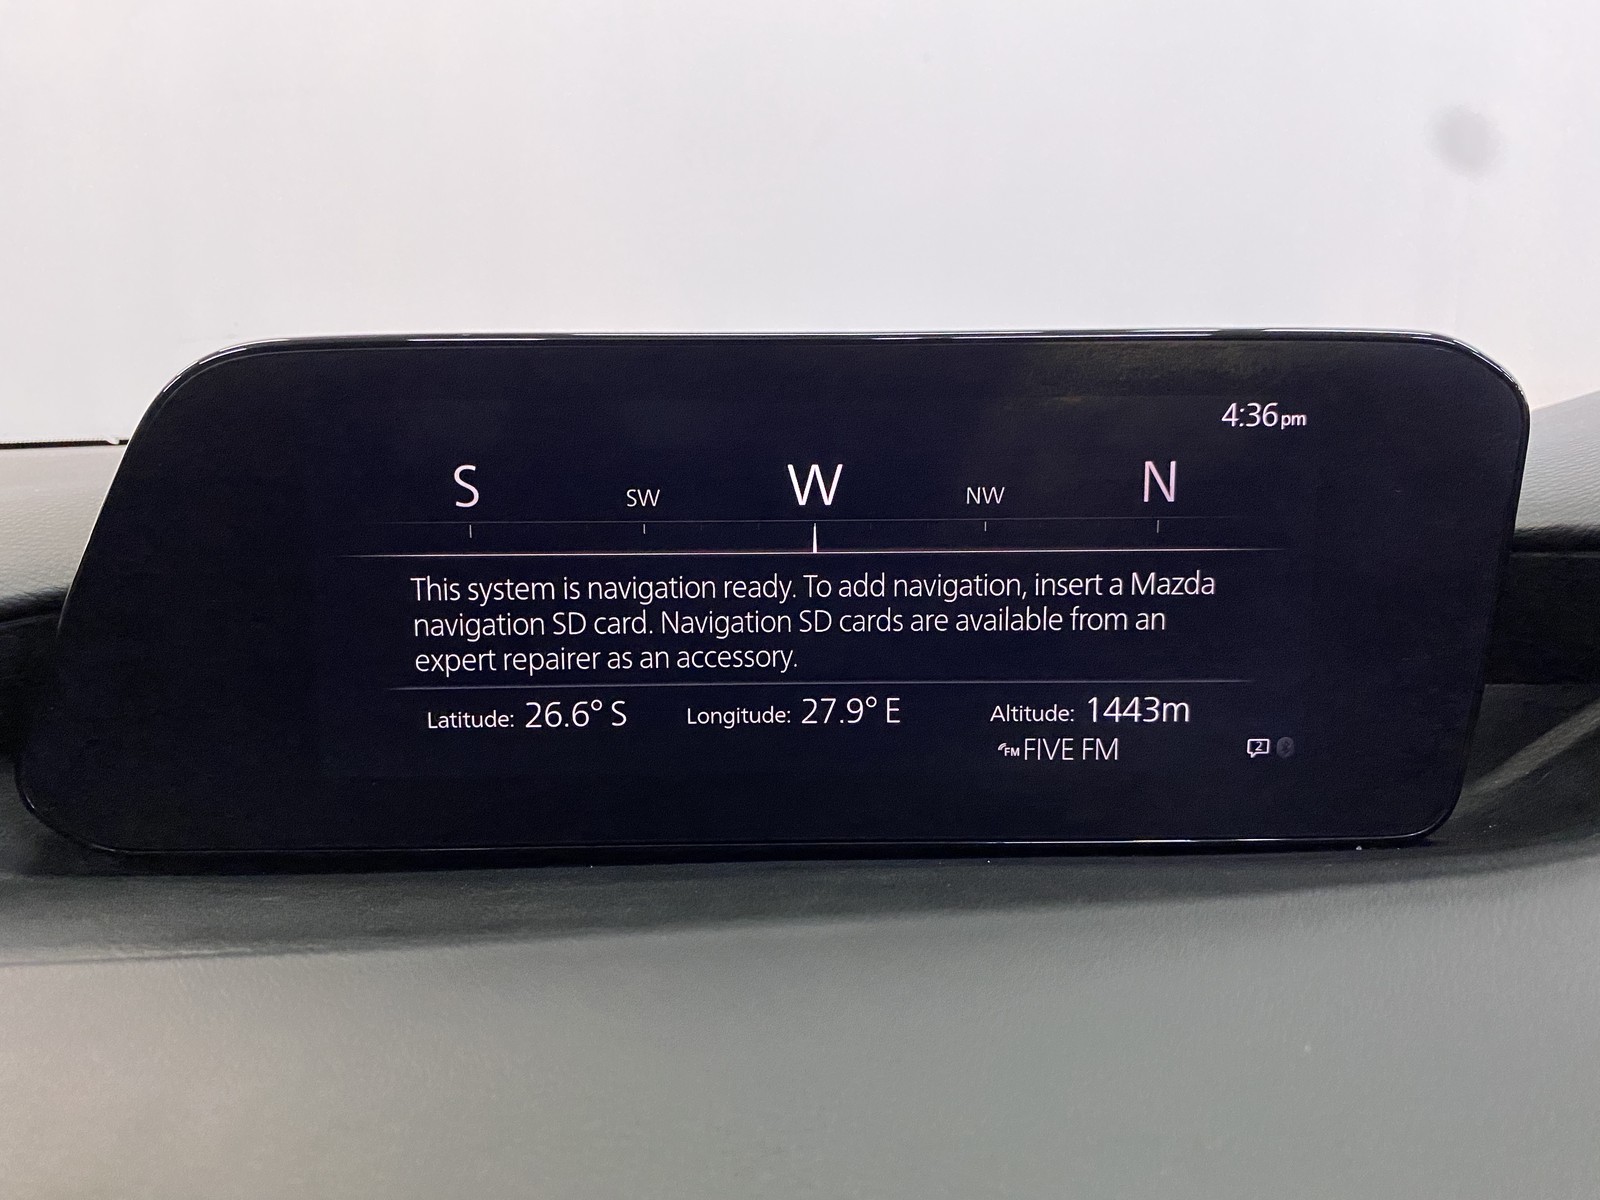 4:36pm
S SW W NW N
This system is navigation ready. To add navigation, insert a Mazda
navigation SD card. Navigation SD cards are available from an
expert repairer as an accessory.
Latitude: 26.6° S Longitude: 27.9° E Altitude: 1443m
FM FIVE FM 2